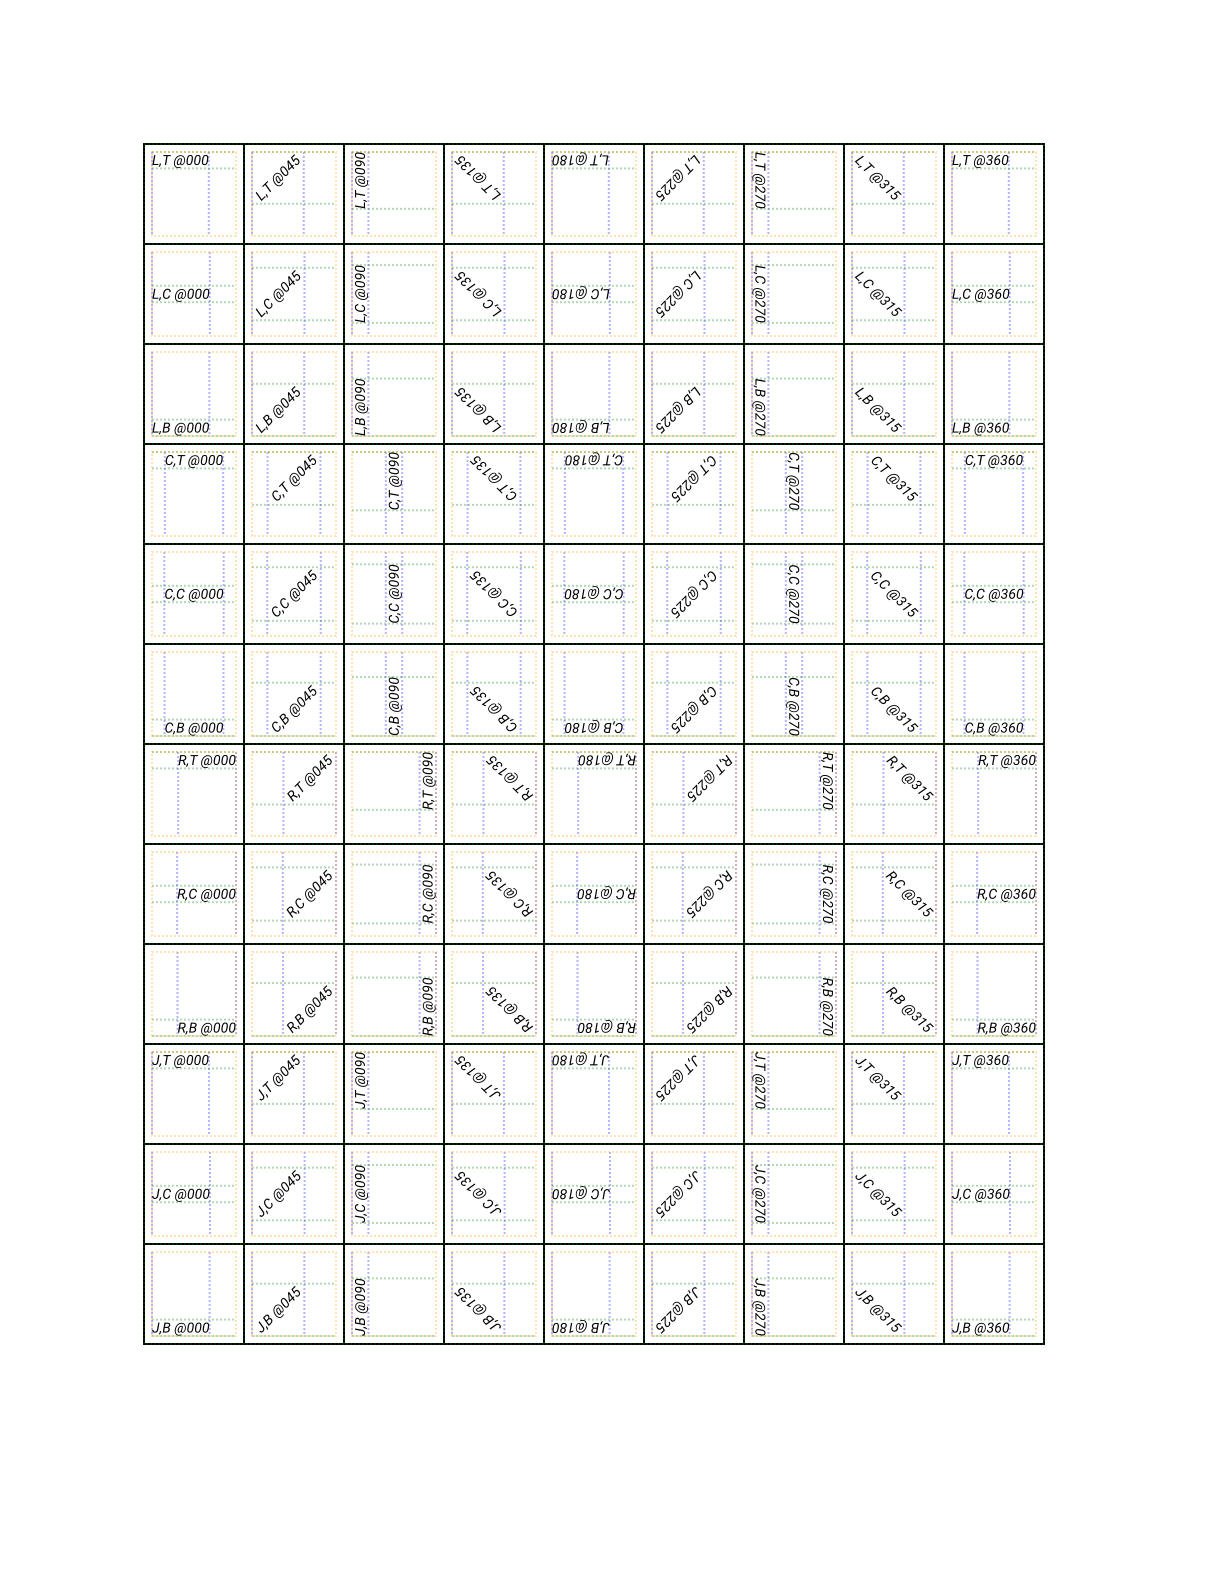 L,T @000 L,T @045 L,T @090 L,T @135 L,T @180 L,T @225 L,T @270 L,T @315 L,T @360
L,C @000 L,C @045 L,C @090 L,C @135 L,C @180 L,C @225 L,C @270 L,C @315 L,C @360
L,B @000 L,B @045 L,B @090 L,B @135 L,B @180 L,B @225 L,B @270 L,B @315 L,B @360
C,T @000 C,T @045 C,T @090 C,T @135 C,T @180 C,T @225 C,T @270 C,T @315 C,T @360
C,C @000 C,C @045 C,C @090 C,C @135 C,C @180 C,C @225 C,C @270 C,C @315 C,C @360
C,B @000 C,B @045 C,B @090 C,B @135 C,B @180 C,B @225 C,B @270 C,B @315 C,B @360
R,T @000 R,T @045 R,T @090 R,T @135 R,T @180 R,T @225 R,T @270 R,T @315 R,T @360
R,C @000 R,C @045 R,C @090 R,C @135 R,C @180 R,C @225 R,C @270 R,C @315 R,C @360
R,B @000 R,B @045 R,B @090 R,B @135 R,B @180 R,B @225 R,B @270 R,B @315 R,B @360
J,T @000 J,T @045 J,T @090 J,T @135 J,T @180 J,T @225 J,T @270 J,T @315 J,T @360
J,C @000 J,C @045 J,C @090 J,C @135 J,C @180 J,C @225 J,C @270 J,C @315 J,C @360
J,B @000 J,B @045 J,B @090 J,B @135 J,B @180 J,B @225 J,B @270 J,B @315 J,B @360